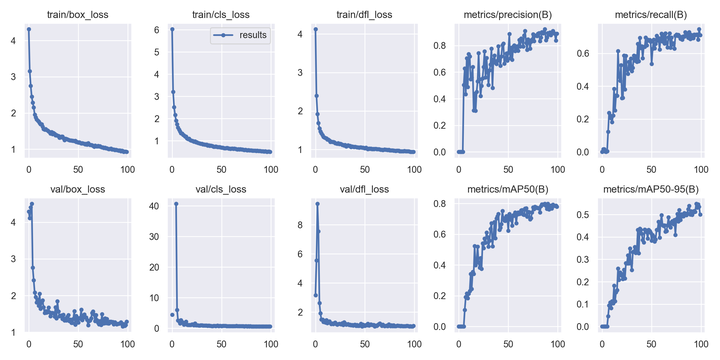 train/box_loss
train/cls_loss
train/dfl_loss
metrics/precision(B)
metrics/recall(B)
4
3
2
1
0 50 100
6
5
4
3
2
1
0 50 100
results
4
3
2
1
0 50 100
0.8
0.6
0.4
0.2
0.0
0 50 100
0.6
0.4
0.2
0.0
0 50 100
val/box_loss
val/cls_loss
val/dfl_loss
metrics/mAP50(B)
metrics/mAP50-95(B)
4
3
2
1
0 50 100
40
30
20
10
0
0 50 100
8
6
4
2
0 50 100
0.8
0.6
0.4
0.2
0.0
0 50 100
0.5
0.4
0.3
0.2
0.1
0.0
0 50 100